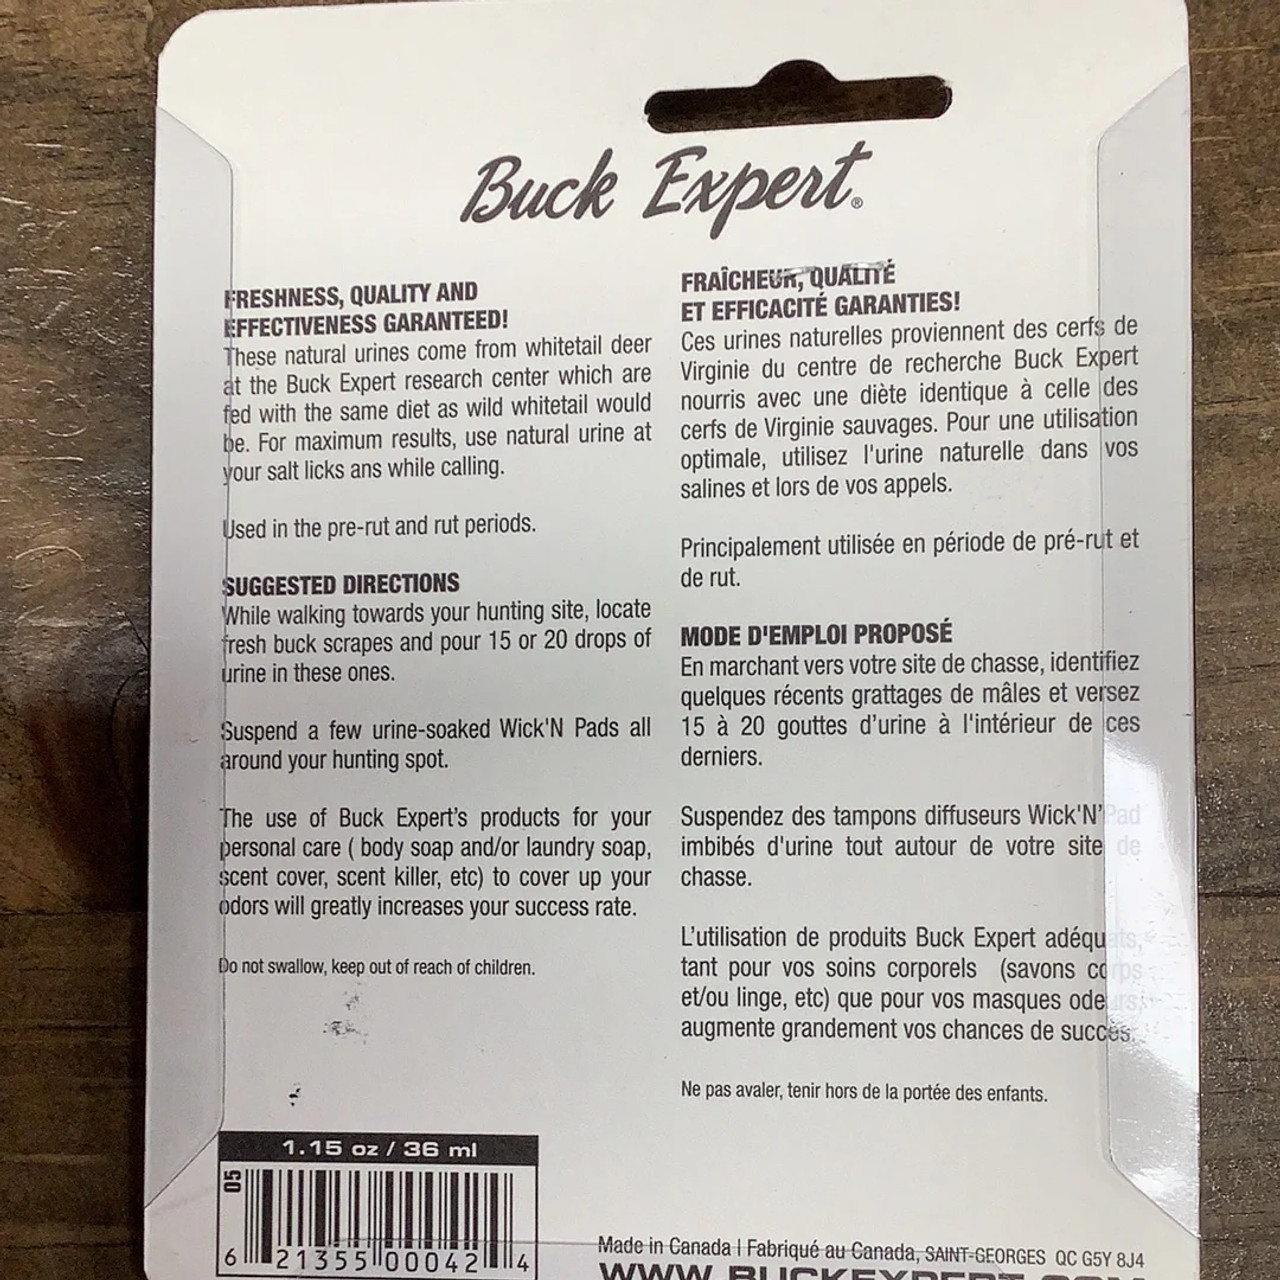 Buck Expert®
FRESHNESS, QUALITY AND
EFFECTIVENESS GARANTEED!
These natural urines come from whitetail deer
at the Buck Expert research center which are
fed with the same diet as wild whitetail would
be. For maximum results, use natural urine at
your salt licks ans while calling.
Used in the pre-rut and rut periods.
SUGGESTED DIRECTIONS
While walking towards your hunting site, locate
fresh buck scrapes and pour 15 or 20 drops of
urine in these ones.
Suspend a few urine-soaked Wick'N Pads all
around your hunting spot.
The use of Buck Expert's products for your
personal care ( body soap and/or laundry soap,
scent cover, scent killer, etc) to cover up your
odors will greatly increases your success rate.
Do not swallow, keep out of reach of children.
FRAÎCHEUR, QUALITÉ
ET EFFICACITÉ GARANTIES!
Ces urines naturelles proviennent des cerfs de
Virginie du centre de recherche Buck Expert
nourris avec une diète identique à celle des
cerfs de Virginie sauvages. Pour une utilisation
optimale, utilisez l'urine naturelle dans vos
salines et lors de vos appels.
Principalement utilisée en période de pré-rut et
de rut.
MODE D'EMPLOI PROPOSÉ
En marchant vers votre site de chasse, identifiez
quelques récents grattages de mâles et versez
15 à 20 gouttes d'urine à l'intérieur de ces
derniers.
Suspendez des tampons diffuseurs Wick'N'Pad
imbibés d'urine tout autour de votre site de
chasse.
L'utilisation de produits Buck Expert adéquats,
tant pour vos soins corporels (savons corps
et/ou linge, etc) que pour vos masques odeurs,
augmente grandement vos chances de succès.
Ne pas avaler, tenir hors de la portée des enfants.
1.15 oz / 36 ml
05
6 21355 00042 4
Made in Canada | Fabriqué au Canada, SAINT-GEORGES QC G5Y 8J4
WWW.BUCKEXPERT.COM